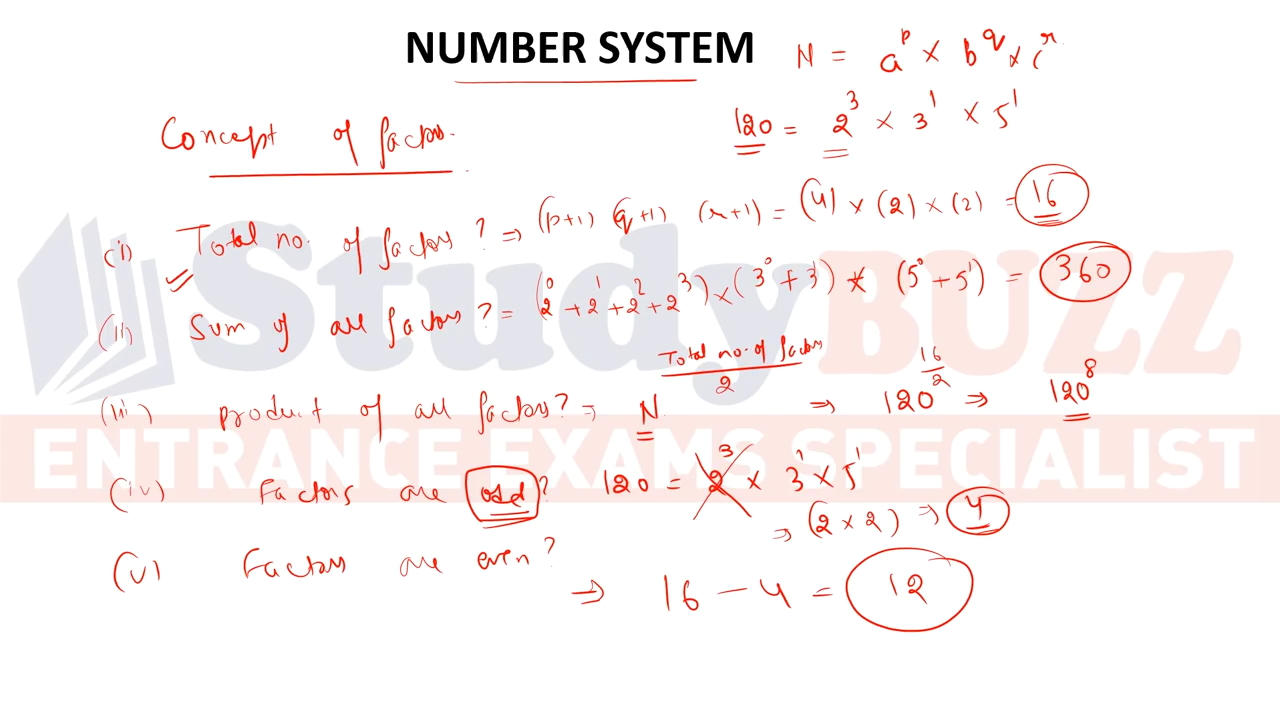 NUMBER SYSTEM
N = a^p × b^q × c^r
Concept of factors.
120 = 2^3 × 3^1 × 5^1
(i) Total no. of factors? ⇒ (p+1) (q+1) (r+1) = (4) × (2) × (2) = 16
(ii) Sum of all factors? = (2^0 + 2^1 + 2^2 + 2^3) × (3^0 + 3^1) × (5^0 + 5^1) = 360
(iii) product of all factors? ⇒ N^(Total no. of factors / 2) ⇒ 120^(16/2) ⇒ 120^8
(iv) Factors are odd? 120 = 2^3 × 3^1 × 5^1
⇒ (2 × 2) ⇒ 4
(v) Factors are even?
⇒ 16 − 4 = 12
StudyBUZZ
ENTRANCE EXAMS SPECIALIST